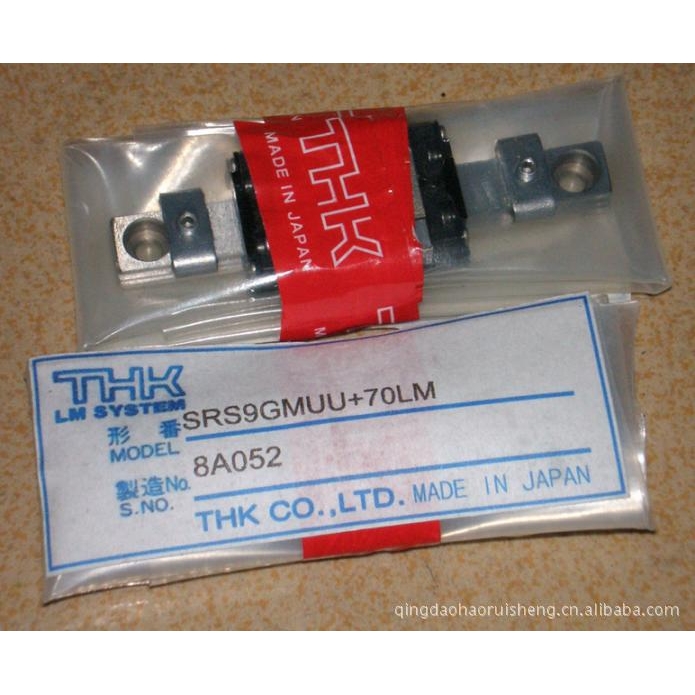 THK
MADE IN JAPAN
THK
LM SYSTEM
形 番
MODEL
SRS9GMUU+70LM
製造No.
S.NO.
8A052
THK CO.,LTD. MADE IN JAPAN
qingdaohaoruisheng.cn.alibaba.com